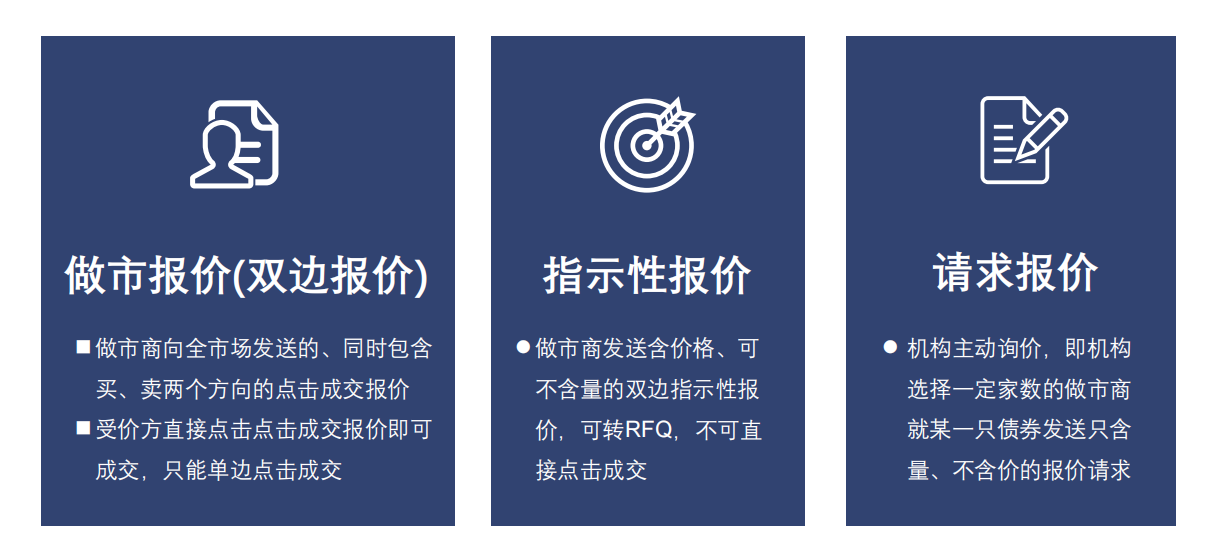 做市报价(双边报价)
■做市商向全市场发送的、同时包含
买、卖两个方向的点击成交报价
■受价方直接点击点击成交报价即可
成交，只能单边点击成交
指示性报价
●做市商发送含价格、可
不含量的双边指示性报
价，可转RFQ，不可直
接点击成交
请求报价
● 机构主动询价，即机构
选择一定家数的做市商
就某一只债券发送只含
量、不含价的报价请求